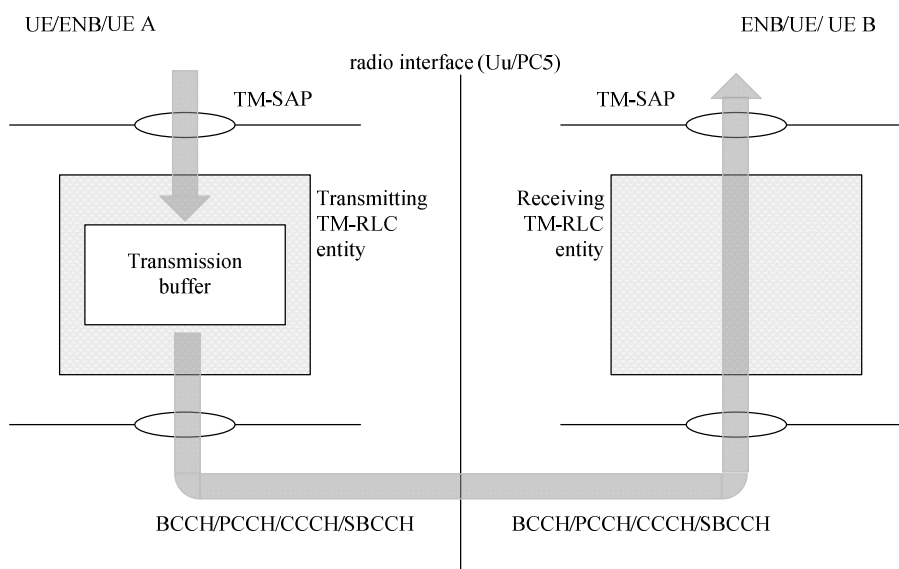 UE/ENB/UE A
ENB/UE/ UE B
radio interface (Uu/PC5)
TM-SAP
TM-SAP
Transmitting
TM-RLC
entity
Receiving
TM-RLC
entity
Transmission
buffer
BCCH/PCCH/CCCH/SBCCH
BCCH/PCCH/CCCH/SBCCH